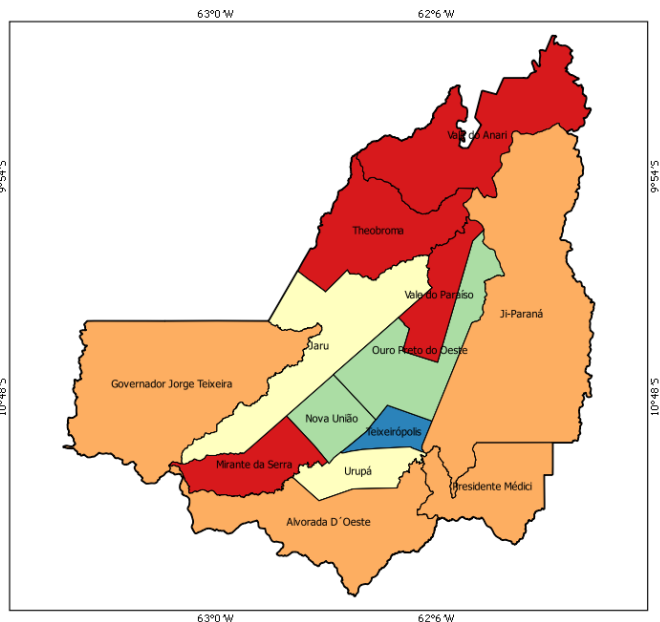 63°0 ́W
62°6 ́W
Vale do Anari
9°54 ́S
9°54 ́S
Theobroma
Vale do Paraíso
Ji-Paraná
Jaru
Ouro Preto do Oeste
Governador Jorge Teixeira
10°48 ́S
10°48 ́S
Nova União
Teixeirópolis
Mirante da Serra
Urupá
Presidente Médici
Alvorada D ́Oeste
63°0 ́W
62°6 ́W